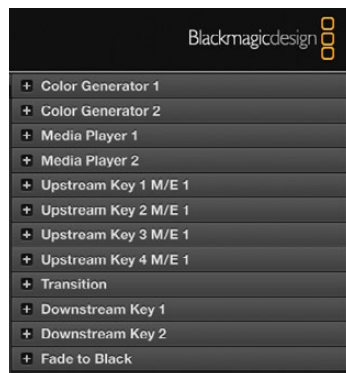 Blackmagicdesign
Color Generator 1
Color Generator 2
Media Player 1
Media Player 2
Upstream Key 1 M/E 1
Upstream Key 2 M/E 1
Upstream Key 3 M/E 1
Upstream Key 4 M/E 1
Transition
Downstream Key 1
Downstream Key 2
Fade to Black